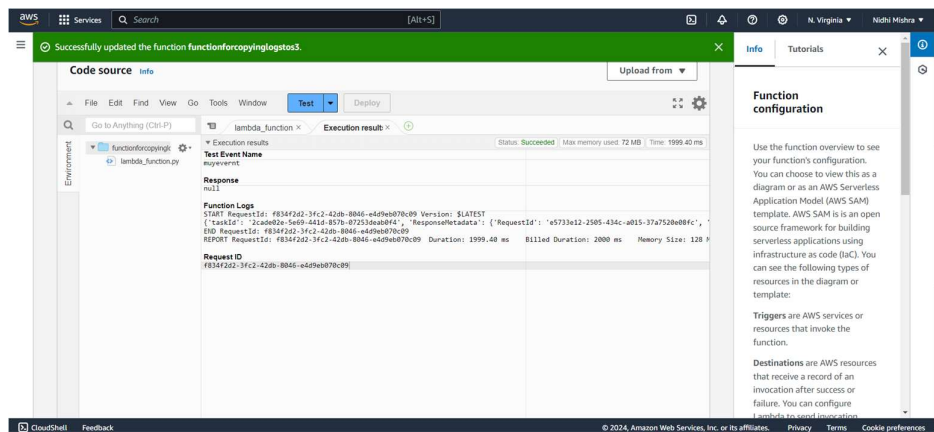 aws Services Search [Alt+S] N. Virginia Nidhi Mishra
Successfully updated the function functionforcopyinglogstos3.
Code source Info Upload from
File Edit Find View Go Tools Window Test Deploy
Go to Anything (Ctrl-P) lambda_function × Execution result: ×
Environment
functionforcopyinglo
lambda_function.py
Execution results Status: Succeeded Max memory used: 72 MB Time: 1999.40 ms
Test Event Name
muyevernt
Response
null
Function Logs
START RequestId: f834f2d2-3fc2-42db-8046-e4d9eb070c09 Version: $LATEST
{'taskId': '2cade02e-5e69-441d-857b-07253deab0f4', 'ResponseMetadata': {'RequestId': 'e5733e12-2505-434c-a015-37a7520e08fc', '
END RequestId: f834f2d2-3fc2-42db-8046-e4d9eb070c09
REPORT RequestId: f834f2d2-3fc2-42db-8046-e4d9eb070c09 Duration: 1999.40 ms Billed Duration: 2000 ms Memory Size: 128 M
Request ID
f834f2d2-3fc2-42db-8046-e4d9eb070c09
Info Tutorials
Function
configuration
Use the function overview to see
your function's configuration.
You can choose to view this as a
diagram or as an AWS Serverless
Application Model (AWS SAM)
template. AWS SAM is is an open
source framework for building
serverless applications using
infrastructure as code (IaC). You
can see the following types of
resources in the diagram or
template:
Triggers are AWS services or
resources that invoke the
function.
Destinations are AWS resources
that receive a record of an
invocation after success or
failure. You can configure
Lambda to send invocation
CloudShell Feedback © 2024, Amazon Web Services, Inc. or its affiliates. Privacy Terms Cookie preferences